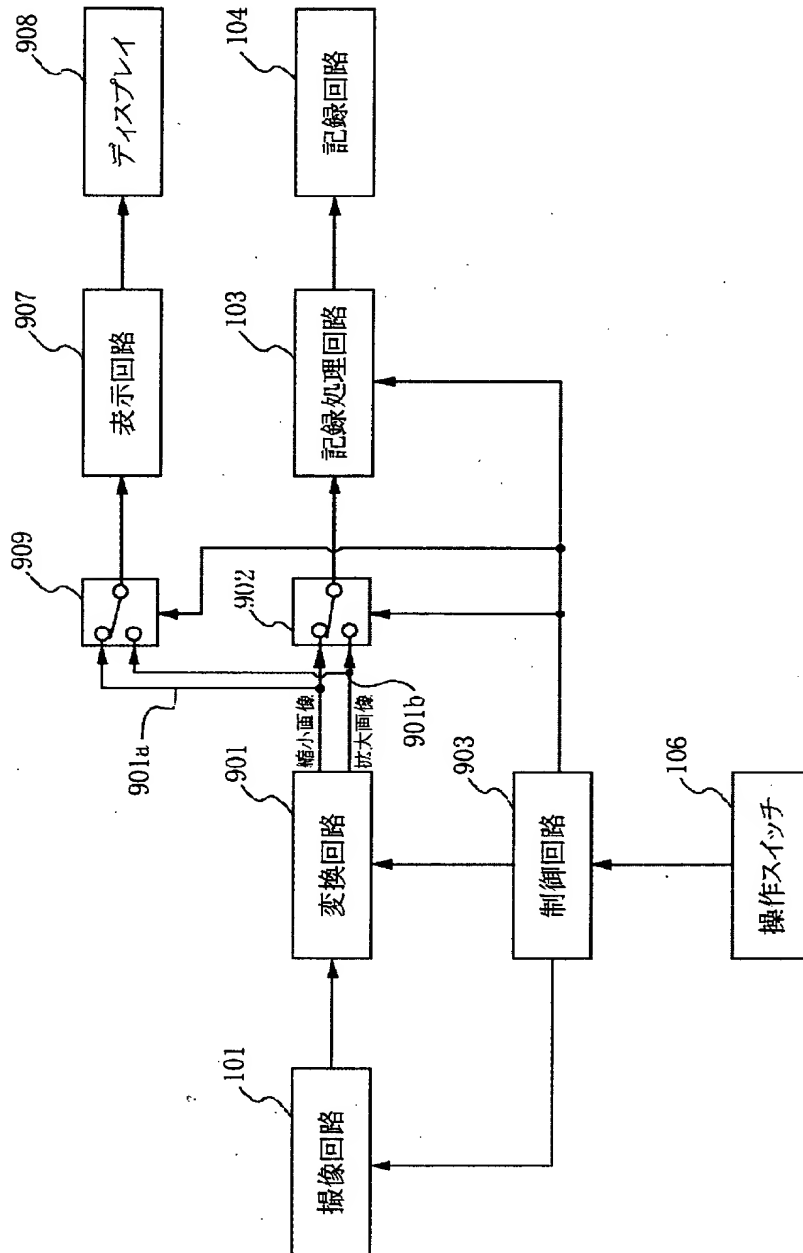 908
ディスプレイ
104
記録回路
907
表示回路
103
記録処理回路
909
902
901a
縮小画像
拡大画像
901b
901
変換回路
903
制御回路
106
操作スイッチ
101
撮像回路